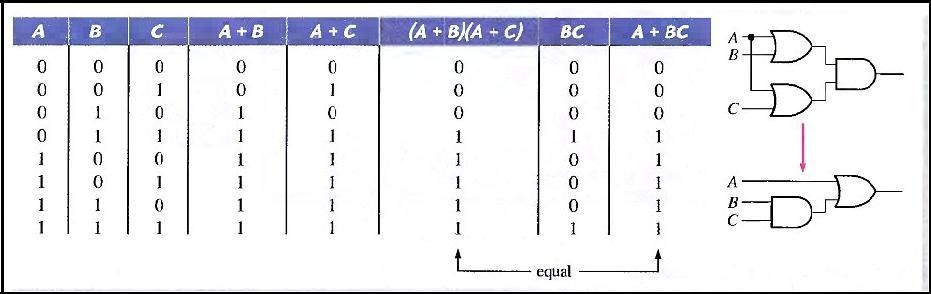 A B C A + B A + C (A + B)(A + C) BC A + BC
0 0 0 0 0 0 0 0
0 0 1 0 1 0 0 0
0 1 0 1 0 0 0 0
0 1 1 1 1 1 1 1
1 0 0 1 1 1 0 1
1 0 1 1 1 1 0 1
1 1 0 1 1 1 0 1
1 1 1 1 1 1 1 1
equal
A
B
C
A
B
C